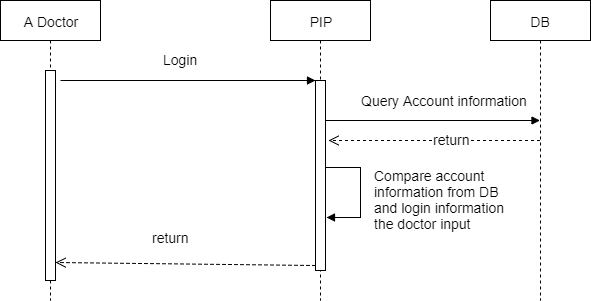 A Doctor
PIP
DB
Login
Query Account information
return
Compare account
information from DB
and login information
the doctor input
return